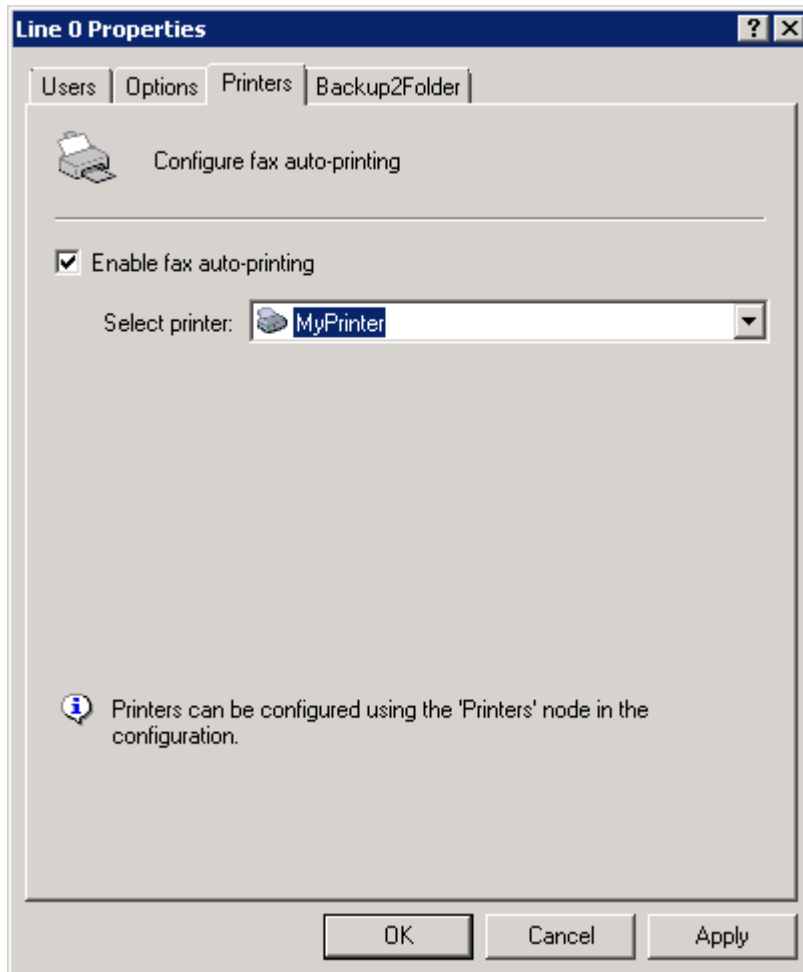 Line 0 Properties
Users Options Printers Backup2Folder
Configure fax auto-printing
Enable fax auto-printing
Select printer: MyPrinter
Printers can be configured using the 'Printers' node in the
configuration.
OK Cancel Apply